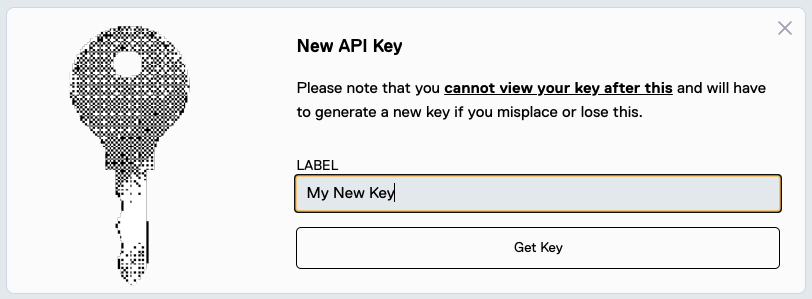 New API Key
Please note that you cannot view your key after this and will have
to generate a new key if you misplace or lose this.
LABEL
My New Key
Get Key